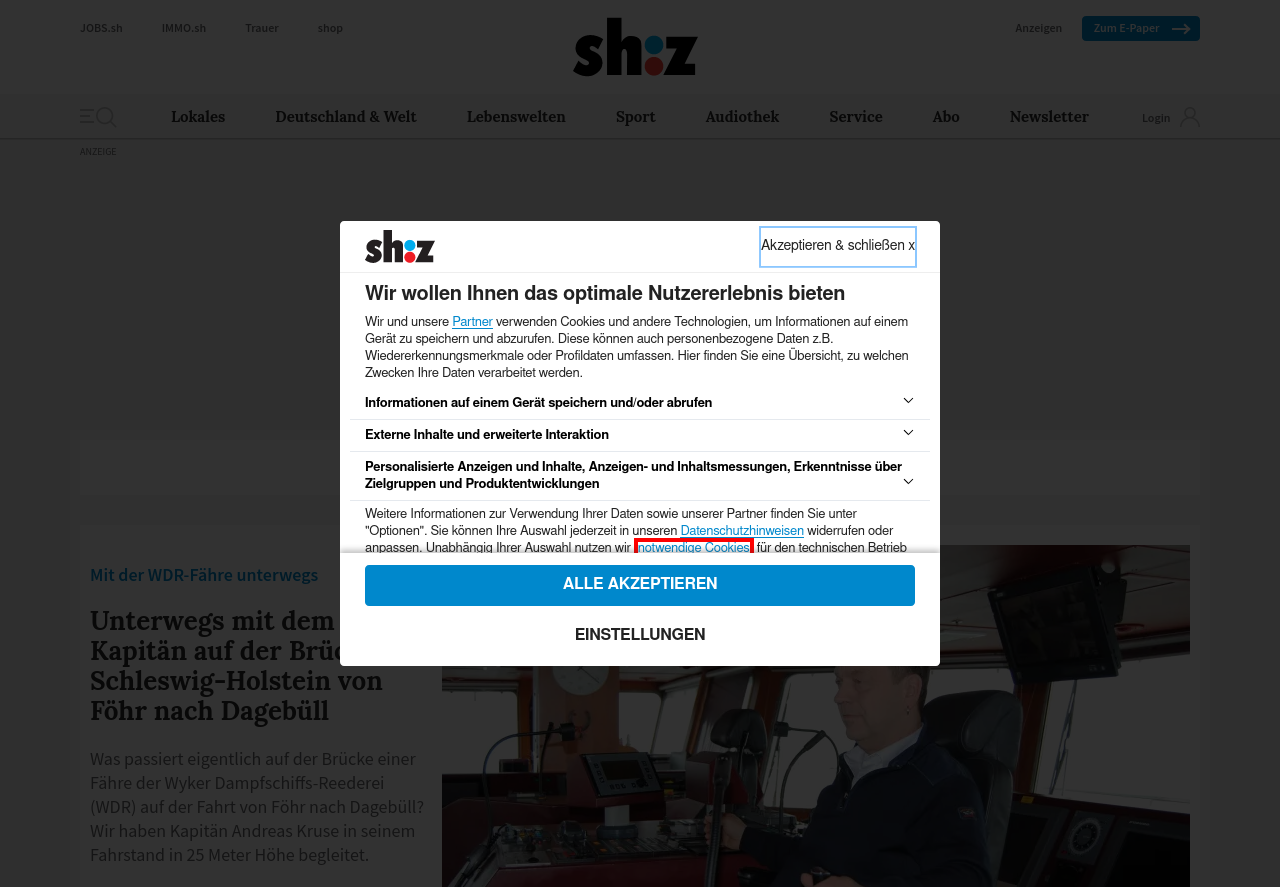 JOBS.sh IMMO.sh Trauer shop
sh:z
Anzeigen Zum E-Paper
Lokales Deutschland & Welt Lebenswelten Sport Audiothek Service Abo Newsletter Login
ANZEIGE
sh:z
Akzeptieren & schließen x
Wir wollen Ihnen das optimale Nutzererlebnis bieten
Wir und unsere Partner verwenden Cookies und andere Technologien, um Informationen auf einem
Gerät zu speichern und abzurufen. Diese können auch personenbezogene Daten z.B.
Wiedererkennungsmerkmale oder Profildaten umfassen. Hier finden Sie eine Übersicht, zu welchen
Zwecken Ihre Daten verarbeitet werden.
Informationen auf einem Gerät speichern und/oder abrufen
Externe Inhalte und erweiterte Interaktion
Personalisierte Anzeigen und Inhalte, Anzeigen- und Inhaltsmessungen, Erkenntnisse über
Zielgruppen und Produktentwicklungen
Weitere Informationen zur Verwendung Ihrer Daten sowie unserer Partner finden Sie unter
"Optionen". Sie können Ihre Auswahl jederzeit in unseren Datenschutzhinweisen widerrufen oder
anpassen. Unabhängig Ihrer Auswahl nutzen wir notwendige Cookies für den technischen Betrieb
ALLE AKZEPTIEREN
EINSTELLUNGEN
Mit der WDR-Fähre unterwegs
Unterwegs mit dem
Kapitän auf der
Schleswig-Holstein von
Föhr nach Dagebüll
Was passiert eigentlich auf der Brücke einer
Fähre der Wyker Dampfschiffs-Reederei
(WDR) auf der Fahrt von Föhr nach Dagebüll?
Wir haben Kapitän Andreas Kruse in seinem
Fahrstand in 25 Meter Höhe begleitet.